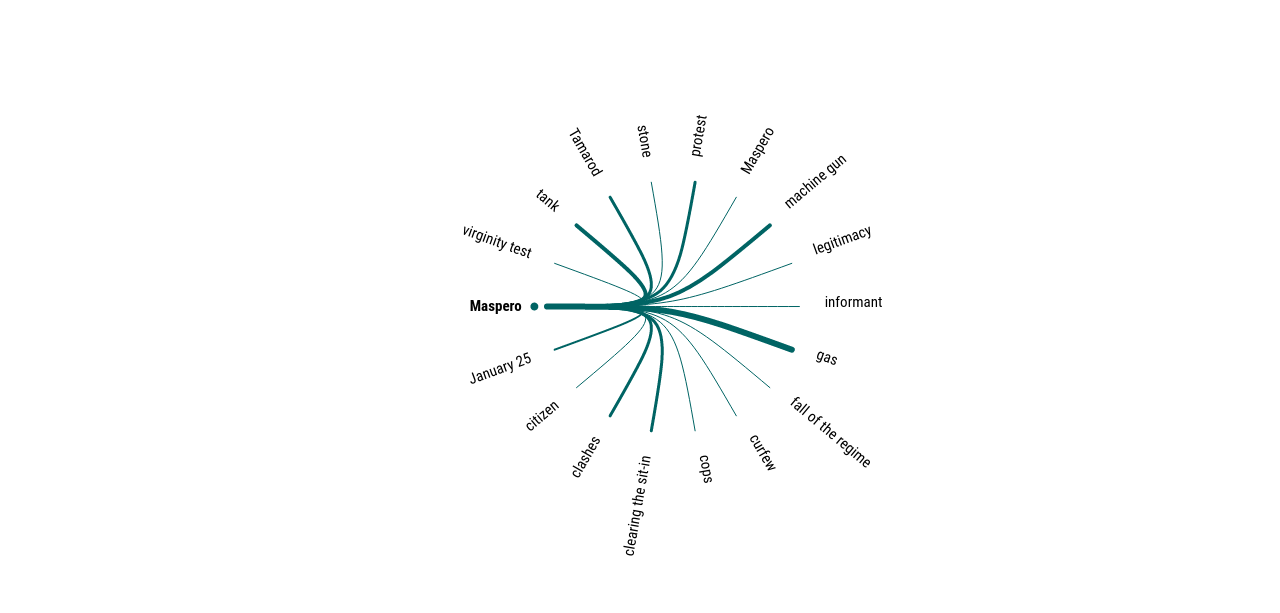 Maspero
virginity test
tank
Tamarod
stone
protest
Maspero
machine gun
legitimacy
informant
gas
fall of the regime
curfew
cops
clearing the sit-in
clashes
citizen
January 25